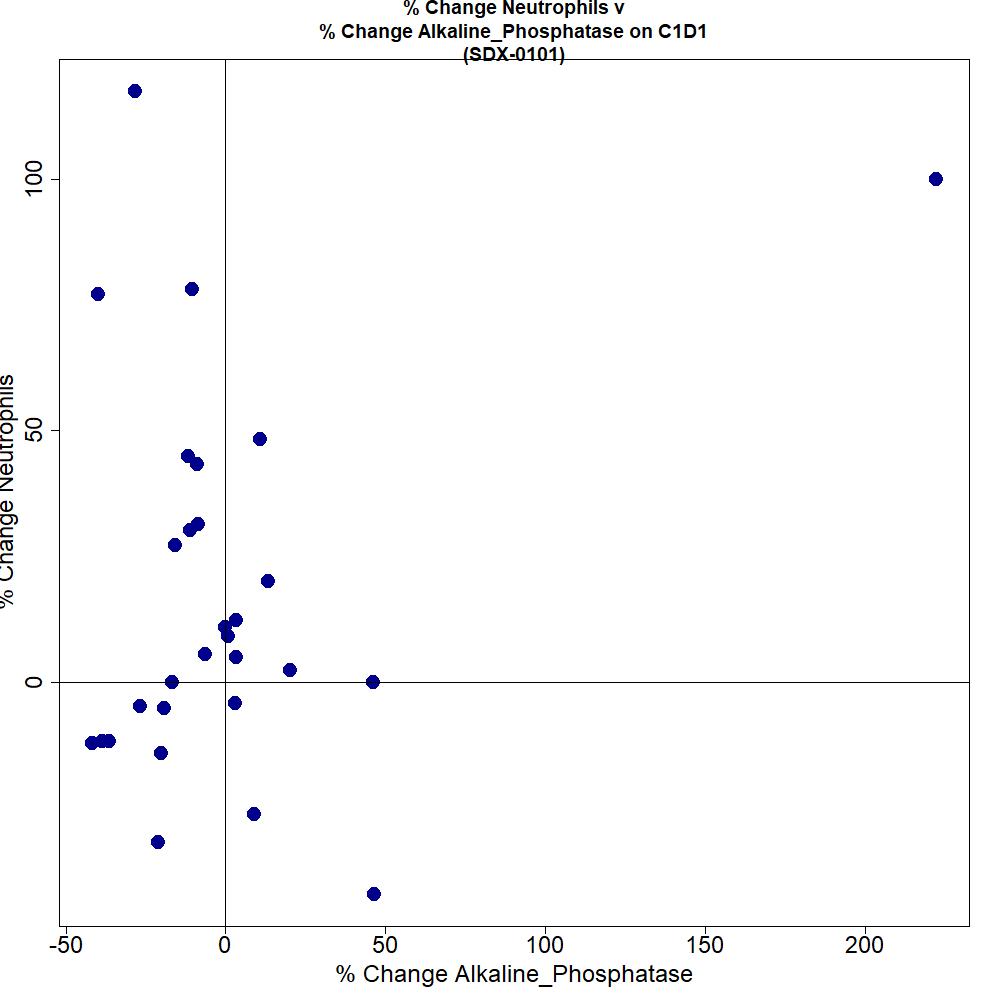 % Change Neutrophils v
% Change Alkaline_Phosphatase on C1D1
(SDX-0101)
% Change Neutrophils
100
50
0
-50 0 50 100 150 200
% Change Alkaline_Phosphatase